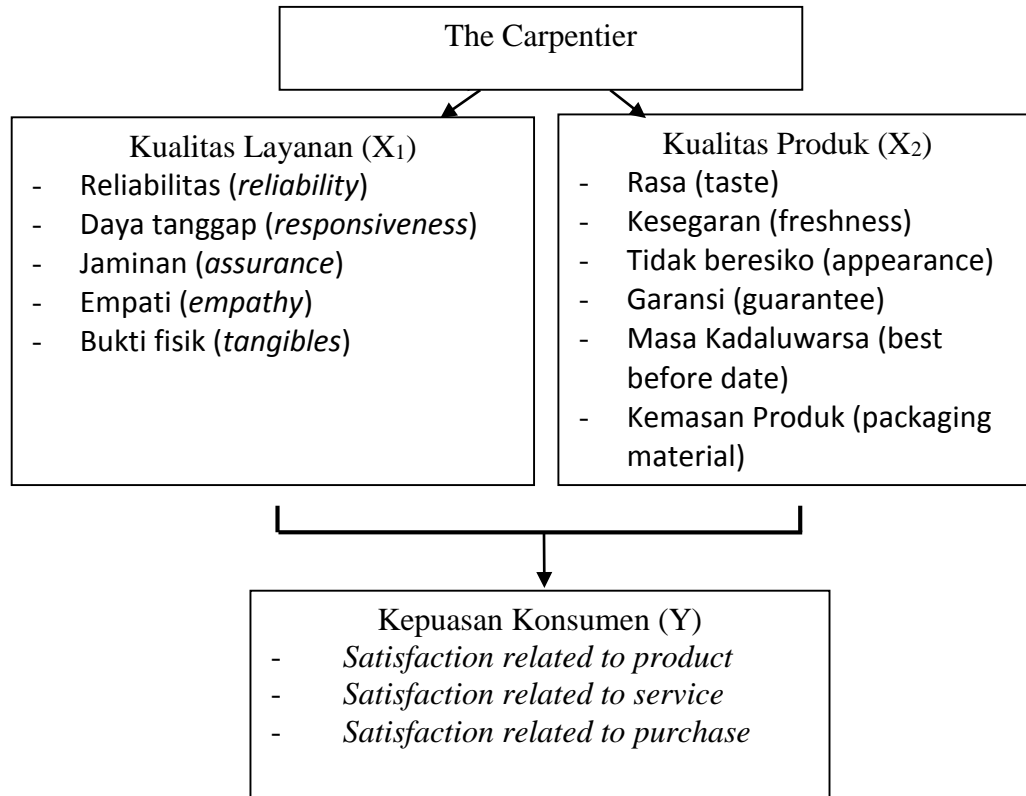 The Carpentier
Kualitas Layanan (X₁)
- Reliabilitas (reliability)
- Daya tanggap (responsiveness)
- Jaminan (assurance)
- Empati (empathy)
- Bukti fisik (tangibles)
Kualitas Produk (X₂)
- Rasa (taste)
- Kesegaran (freshness)
- Tidak beresiko (appearance)
- Garansi (guarantee)
- Masa Kadaluwarsa (best
before date)
- Kemasan Produk (packaging
material)
Kepuasan Konsumen (Y)
- Satisfaction related to product
- Satisfaction related to service
- Satisfaction related to purchase